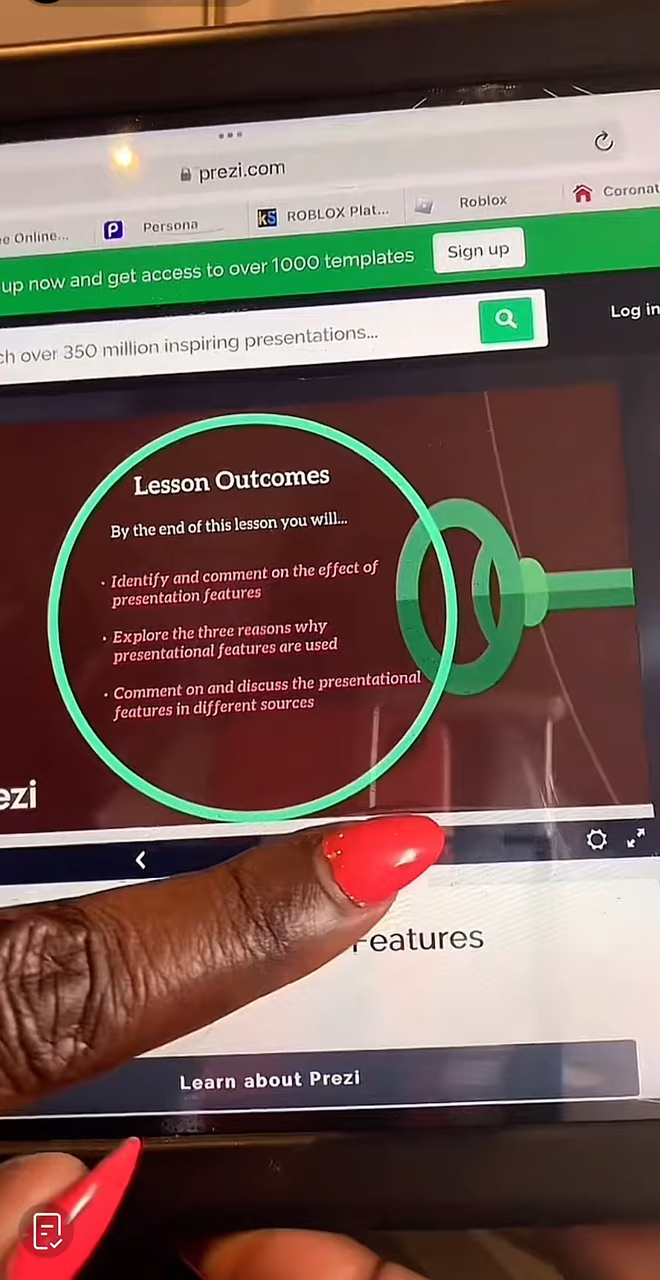 prezi.com
e Online...
Persona
KS ROBLOX Plat...
Roblox
Coronat
up now and get access to over 1000 templates
Sign up
ch over 350 million inspiring presentations...
Log in
Lesson Outcomes
By the end of this lesson you will...
· Identify and comment on the effect of
presentation features
· Explore the three reasons why
presentational features are used
· Comment on and discuss the presentational
features in different sources
ezi
Features
Learn about Prezi